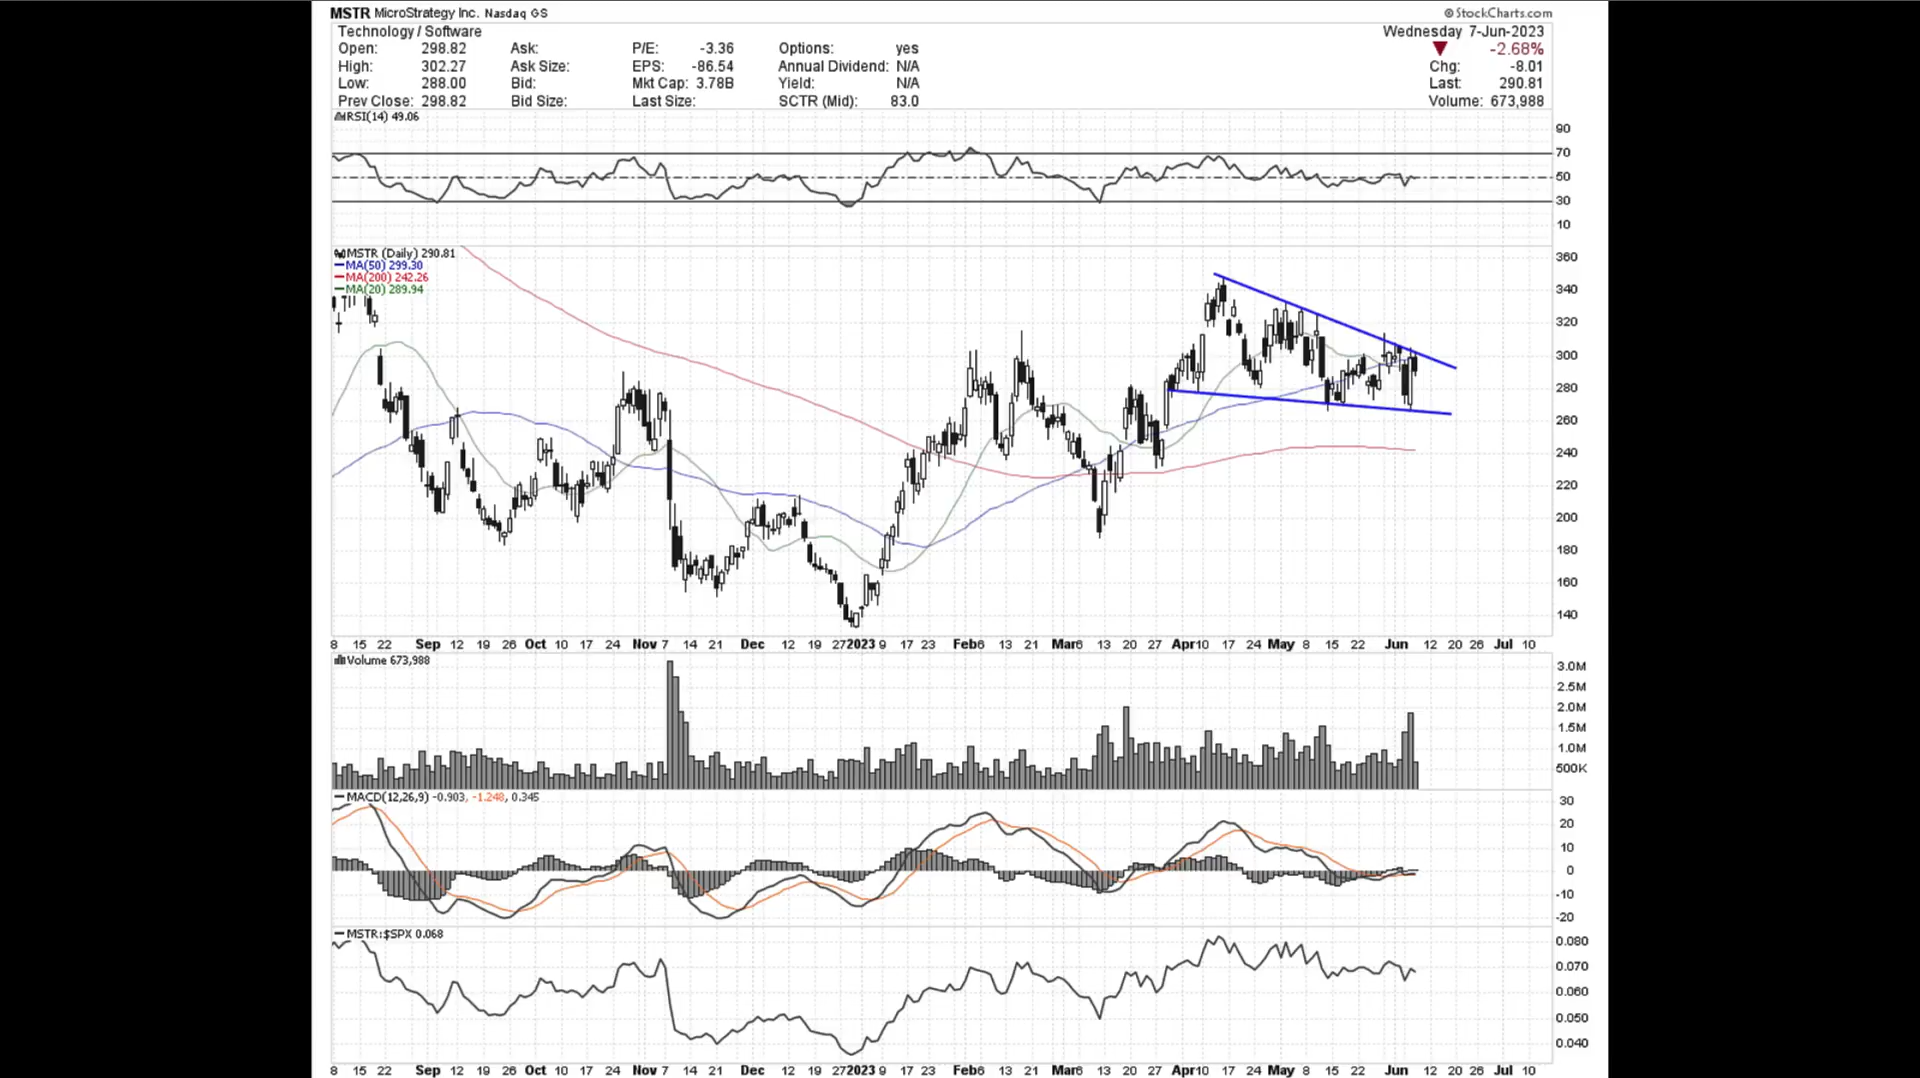 MSTR MicroStrategy Inc. Nasdaq GS
© StockCharts.com
Technology / Software
Wednesday 7-Jun-2023
Open: 298.82 Ask: P/E: -3.36 Options: yes
-2.68%
High: 302.27 Ask Size: EPS: -86.54 Annual Dividend: N/A
Chg: -8.01
Low: 288.00 Bid: Mkt Cap: 3.78B Yield: N/A
Last: 290.81
Prev Close: 298.82 Bid Size: Last Size: SCTR (Mid): 83.0
Volume: 673,988
RSI(14) 49.06
90
70
50
30
10
MSTR (Daily) 290.81
MA(50) 299.30
MA(200) 242.26
MA(20) 289.94
360
340
320
300
280
260
240
220
200
180
160
140
8 15 22 Sep 12 19 26 Oct 10 17 24 Nov 7 14 21 Dec 12 19 27 2023 9 17 23 Feb 6 13 21 Mar 6 13 20 27 Apr 10 17 24 May 8 15 22 Jun 12 20 26 Jul 10
Volume 673,988
3.0M
2.5M
2.0M
1.5M
1.0M
500K
MACD(12,26,9) -0.903, -1.248, 0.345
30
20
10
0
-10
-20
MSTR:$SPX 0.068
0.080
0.070
0.060
0.050
0.040
8 15 22 Sep 12 19 26 Oct 10 17 24 Nov 7 14 21 Dec 12 19 27 2023 9 17 23 Feb 6 13 21 Mar 6 13 20 27 Apr 10 17 24 May 8 15 22 Jun 12 20 26 Jul 10